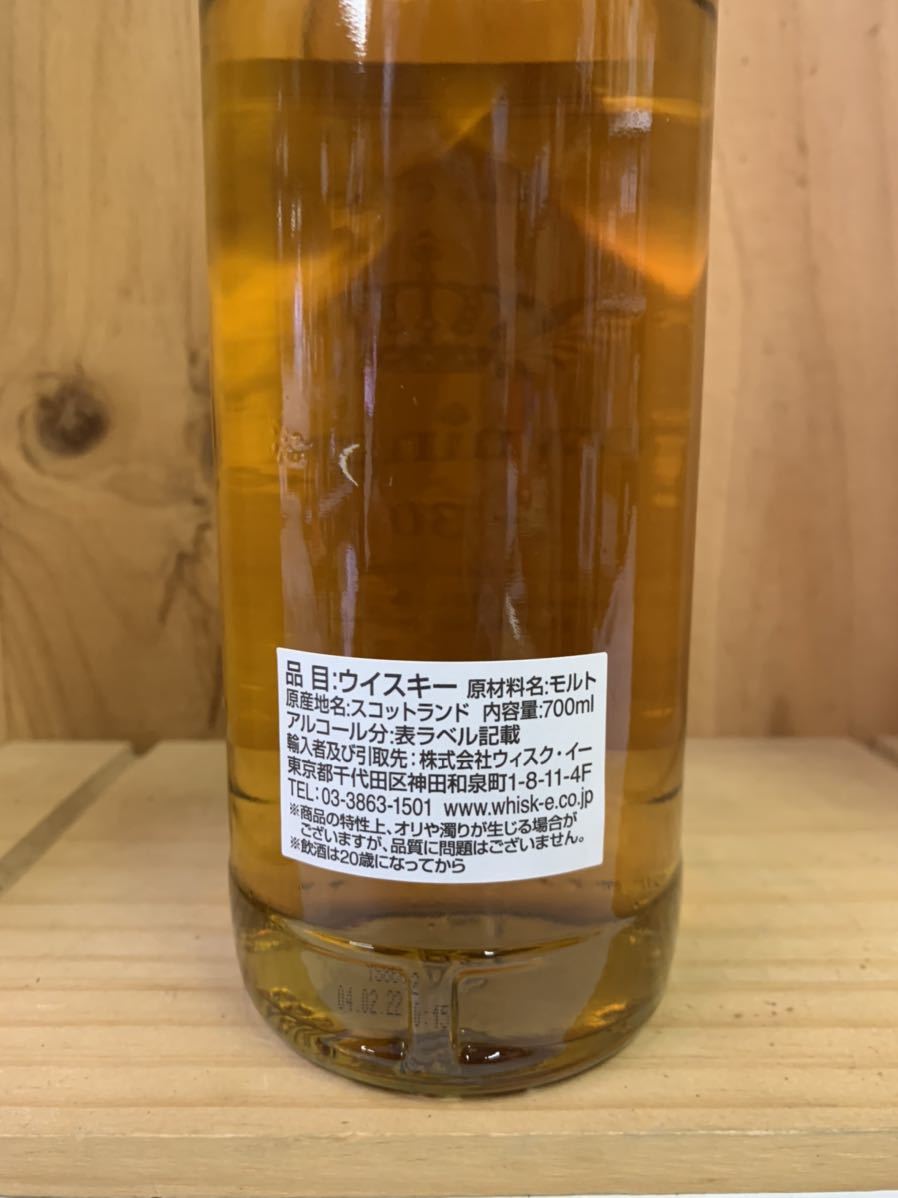 品 目:ウイスキー 原材料名:モルト
原産地名:スコットランド 内容量:700ml
アルコール分:表ラベル記載
輸入者及び引取先:株式会社ウィスク・イー
東京都千代田区神田和泉町1-8-11-4F
TEL:03-3863-1501 www.whisk-e.co.jp
※商品の特性上、オリや濁りが生じる場合が
ございますが、品質に問題はございません。
※飲酒は20歳になってから
04.02.22